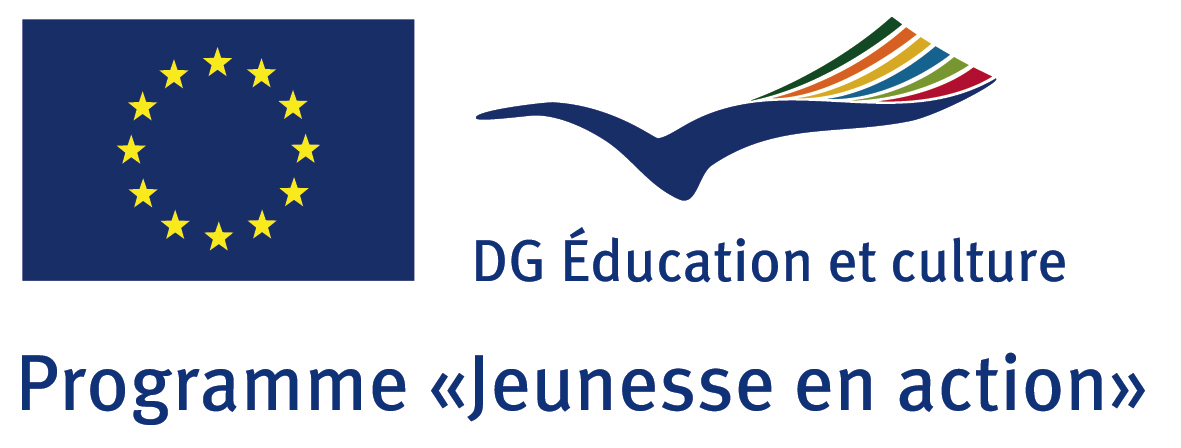 DG Éducation et culture
Programme «Jeunesse en action»